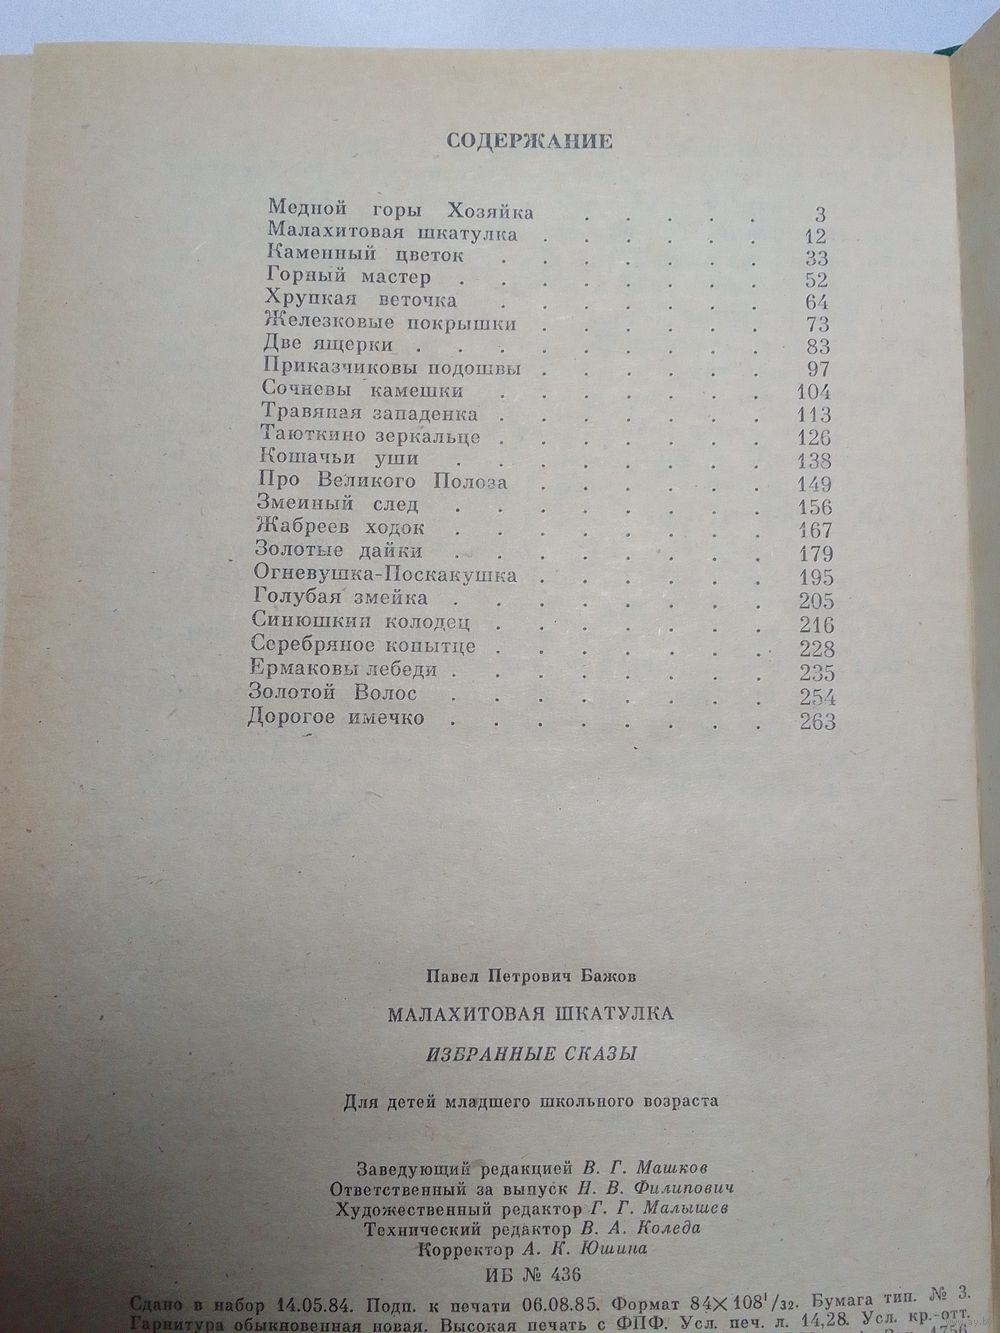 СОДЕРЖАНИЕ
Медной горы Хозяйка . . . . . 3
Малахитовая шкатулка . . . . . . 12
Каменный цветок . . . . . . . 33
Горный мастер . . . . . . . . 52
Хрупкая веточка . . . . . . . 64
Железковые покрышки . . . . . . 73
Две ящерки . . . . . . . . . 83
Приказчиковы подошвы . . . . . . 97
Сочневы камешки . . . . . . . 104
Травяная западенка . . . . . . . 113
Таюткино зеркальце . . . . . . . 126
Кошачьи уши . . . . . . . . 138
Про Великого Полоза . . . . . . 149
Змеиный след . . . . . . . . 156
Жабреев ходок . . . . . . . . 167
Золотые дайки . . . . . . . . 179
Огневушка-Поскакушка . . . . . . 195
Голубая змейка . . . . . . . . 205
Синюшкин колодец . . . . . . . 216
Серебряное копытце . . . . . . . 228
Ермаковы лебеди . . . . . . . . 235
Золотой Волос . . . . . . . . 254
Дорогое имечко . . . . . . . 263
Павел Петрович Бажов
МАЛАХИТОВАЯ ШКАТУЛКА
ИЗБРАННЫЕ СКАЗЫ
Для детей младшего школьного возраста
Заведующий редакцией В. Г. Машков
Ответственный за выпуск Н. В. Филипович
Художественный редактор Г. Г. Малышев
Технический редактор В. А. Коледа
Корректор А. К. Юшина
ИБ № 436
Сдано в набор 14.05.84. Подп. к печати 06.08.85. Формат 84×108¹/₃₂. Бумага тип. № 3.
Гарнитура обыкновенная новая. Высокая печать с ФПФ. Усл. печ. л. 14,28. Усл. кр.-отт.